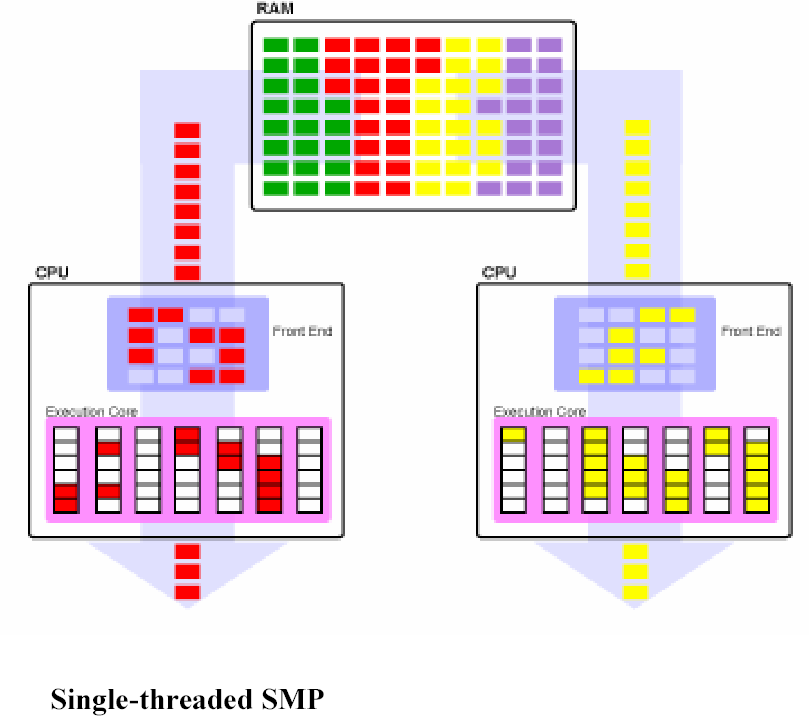 RAM
CPU
CPU
Front End
Front End
Execution Core
Execution Core
Single-threaded SMP